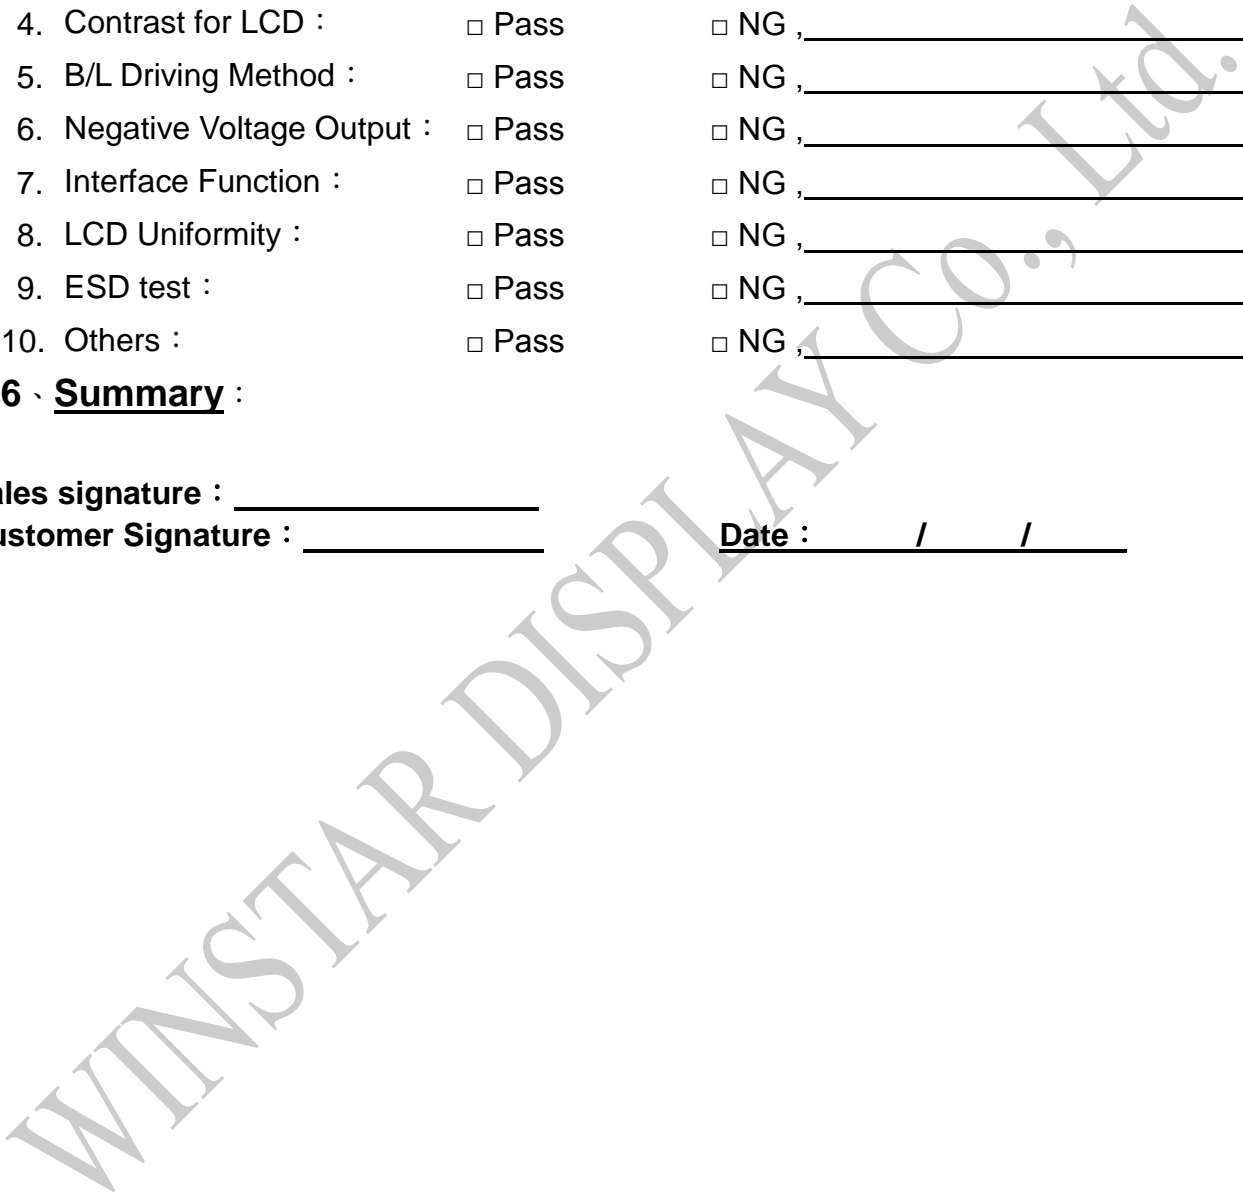 4. Contrast for LCD： □ Pass □ NG ,
5. B/L Driving Method： □ Pass □ NG ,
6. Negative Voltage Output： □ Pass □ NG ,
7. Interface Function： □ Pass □ NG ,
8. LCD Uniformity： □ Pass □ NG ,
9. ESD test： □ Pass □ NG ,
10. Others： □ Pass □ NG ,
6、Summary：
ales signature：
ustomer Signature： Date： / /
WINSTAR DISPLAY Co., Ltd.